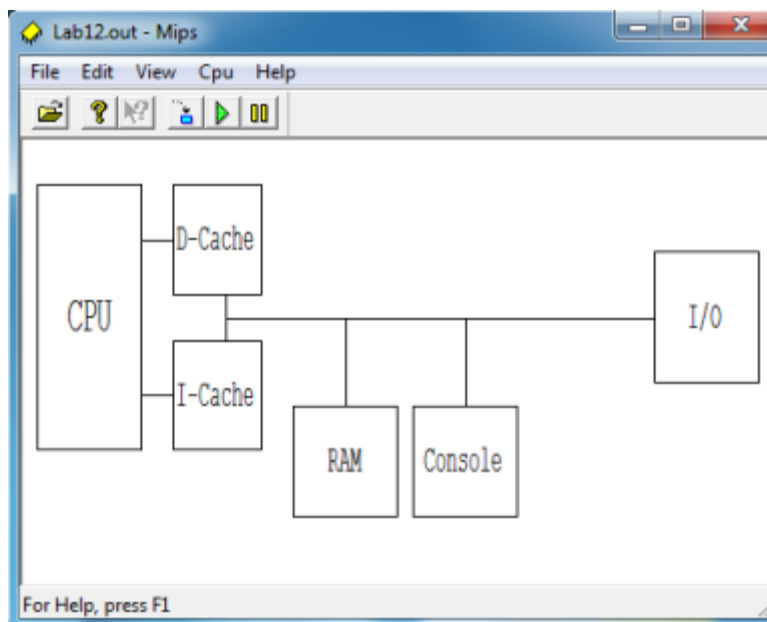 Lab12.out - Mips
File Edit View Cpu Help
D-Cache
CPU
I/O
I-Cache
RAM
Console
For Help, press F1